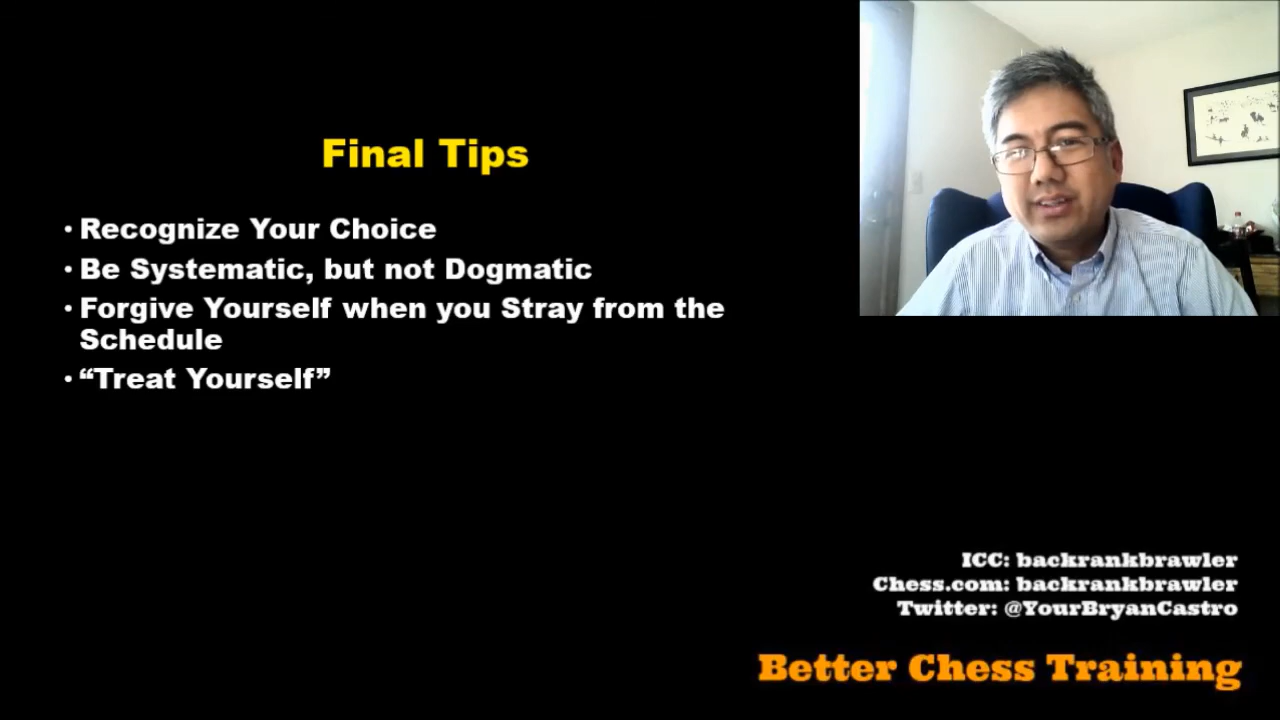 Final Tips
• Recognize Your Choice
• Be Systematic, but not Dogmatic
• Forgive Yourself when you Stray from the
Schedule
• “Treat Yourself”
ICC: backrankbrawler
Chess.com: backrankbrawler
Twitter: @YourBryanCastro
Better Chess Training